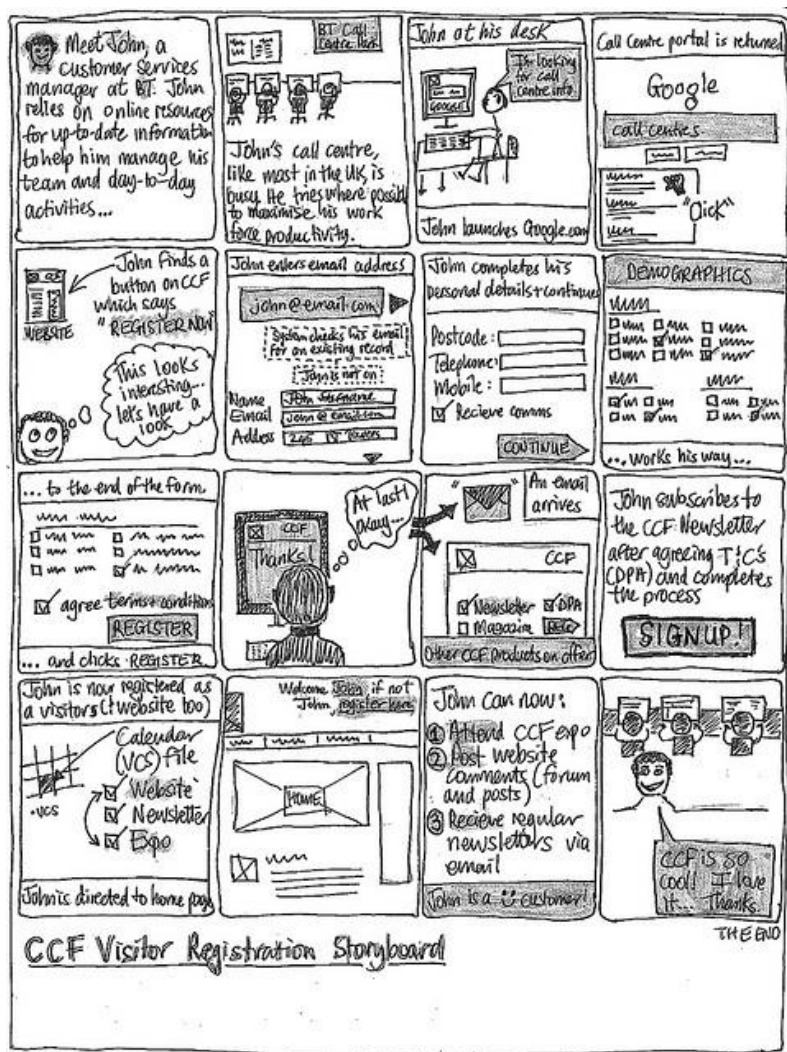 Meet John, a
customer services
manager at BT. John
relies on online resources
for up-to-date information
to help him manage his
team and day-to-day
activities...
BT Call
Centre Park
John's call centre,
like most in the UK, is
busy. He tries where possible
to maximise his work
force productivity.
John at his desk
I'm looking
for call
centre info
GOOGLE
John launches Google.com
Call Centre portal is returned
Google
call centres
"Click"
John finds a
button on CCF
which says
"REGISTER NOW"
WEBSITE
This looks
interesting...
let's have a
look
John enters email address
john@email.com
System checks his email
for an existing record
John is not on
Name John
Email john@email.com
Address
John completes his
personal details + continues
Postcode:
Telephone:
Mobile:
Recieve comms
CONTINUE
DEMOGRAPHICS
...works his way...
... to the end of the form.
agree terms + conditions
REGISTER
... and clicks REGISTER
CCF
Thanks!
At last!
okay...
An email
arrives
CCF
Newsletter DPA
Magazine
Other CCF products on offer
John subscribes to
the CCF Newsletter
after agreeing T&C's
(DPA) and completes
the process
SIGNUP!
John is now registered as
a visitors (+ website too)
Calendar
(VCS) file
.vcs
Website
Newsletter
Expo
John is directed to home page
Welcome John if not
John, register here
HOME
John can now:
1 Attend CCF expo
2 Post website
comments (forum
and posts)
3 Recieve regular
newsletters via
email
John is a customer!
CCF is so
cool! I love
it... Thanks.
THE END
CCF Visitor Registration Storyboard